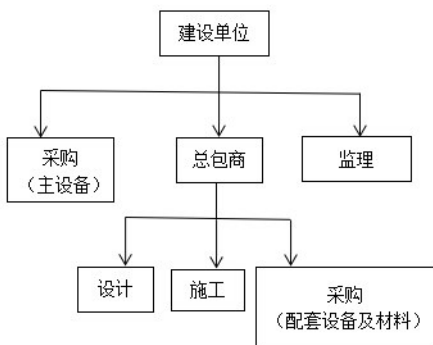 建设单位
采购
（主设备）
总包商
监理
设计
施工
采购
（配套设备及材料）